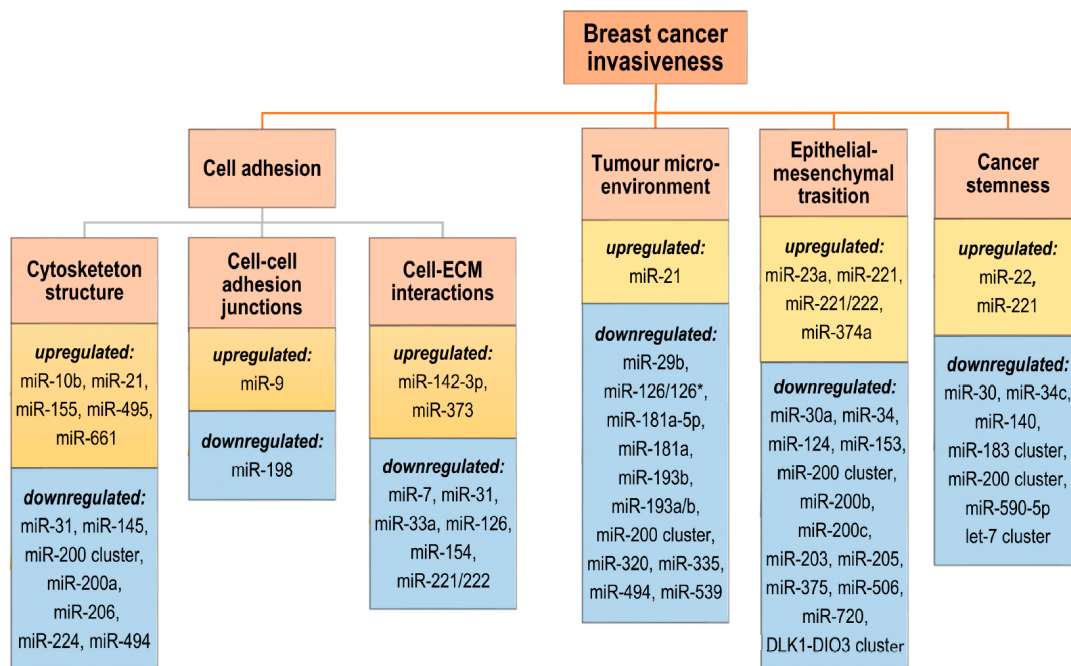 Breast cancer
invasiveness
Cell adhesion
Cytosketeton
structure
upregulated:
miR-10b, miR-21,
miR-155, miR-495,
miR-661
downregulated:
miR-31, miR-145,
miR-200 cluster,
miR-200a,
miR-206,
miR-224, miR-494
Cell-cell
adhesion
junctions
upregulated:
miR-9
downregulated:
miR-198
Cell-ECM
interactions
upregulated:
miR-142-3p,
miR-373
downregulated:
miR-7, miR-31,
miR-33a, miR-126,
miR-154,
miR-221/222
Tumour micro-
environment
upregulated:
miR-21
downregulated:
miR-29b,
miR-126/126*,
miR-181a-5p,
miR-181a,
miR-193b,
miR-193a/b,
miR-200 cluster,
miR-320, miR-335,
miR-494, miR-539
Epithelial-
mesenchymal
trasition
upregulated:
miR-23a, miR-221,
miR-221/222,
miR-374a
downregulated:
miR-30a, miR-34,
miR-124, miR-153,
miR-200 cluster,
miR-200b,
miR-200c,
miR-203, miR-205,
miR-375, miR-506,
miR-720,
DLK1-DIO3 cluster
Cancer
stemness
upregulated:
miR-22,
miR-221
downregulated:
miR-30, miR-34c,
miR-140,
miR-183 cluster,
miR-200 cluster,
miR-590-5p
let-7 cluster